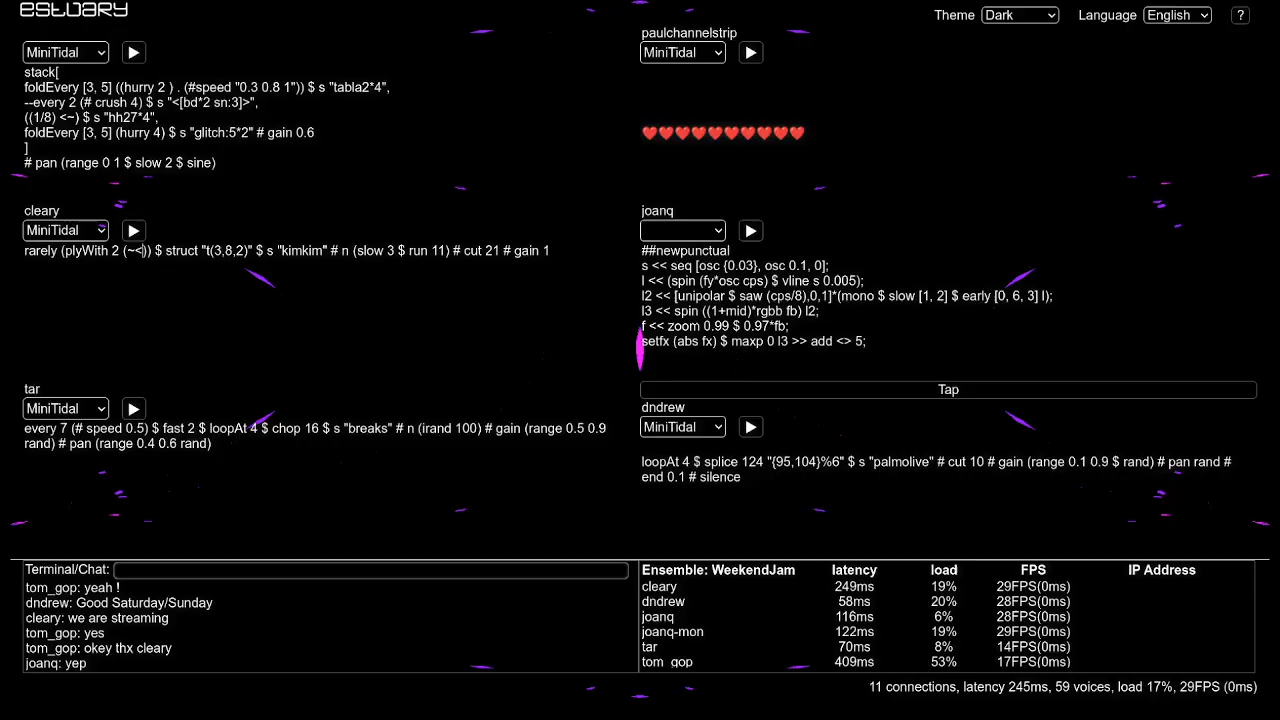 estuary
Theme Dark Language English ?
MiniTidal
stack[
foldEvery [3, 5] ((hurry 2 ) . (#speed "0.3 0.8 1")) $ s "tabla2*4",
--every 2 (# crush 4) $ s "<[bd*2 sn:3]>",
((1/8) <~) $ s "hh27*4",
foldEvery [3, 5] (hurry 4) $ s "glitch:5*2" # gain 0.6
]
# pan (range 0 1 $ slow 2 $ sine)
paulchannelstrip
MiniTidal
❤️❤️❤️❤️❤️❤️❤️❤️❤️❤️
cleary
MiniTidal
rarely (plyWith 2 (~<)) $ struct "t(3,8,2)" $ s "kimkim" # n (slow 3 $ run 11) # cut 21 # gain 1
joanq
##newpunctual
s << seq [osc {0.03}, osc 0.1, 0];
l << (spin (fy*osc cps) $ vline s 0.005);
l2 << [unipolar $ saw (cps/8),0,1]*(mono $ slow [1, 2] $ early [0, 6, 3] l);
l3 << spin ((1+mid)*rgbb fb) l2;
f << zoom 0.99 $ 0.97*fb;
setfx (abs fx) $ maxp 0 l3 >> add <> 5;
tar
MiniTidal
every 7 (# speed 0.5) $ fast 2 $ loopAt 4 $ chop 16 $ s "breaks" # n (irand 100) # gain (range 0.5 0.9
rand) # pan (range 0.4 0.6 rand)
Tap
dndrew
MiniTidal
loopAt 4 $ splice 124 "{95,104}%6" $ s "palmolive" # cut 10 # gain (range 0.1 0.9 $ rand) # pan rand #
end 0.1 # silence
Terminal/Chat:
tom_gop: yeah !
dndrew: Good Saturday/Sunday
cleary: we are streaming
tom_gop: yes
tom_gop: okey thx cleary
joanq: yep
Ensemble: WeekendJam latency load FPS IP Address
cleary 249ms 19% 29FPS(0ms)
dndrew 58ms 20% 28FPS(0ms)
joanq 116ms 6% 28FPS(0ms)
joanq-mon 122ms 19% 29FPS(0ms)
tar 70ms 8% 14FPS(0ms)
tom_gop 409ms 53% 17FPS(0ms)
11 connections, latency 245ms, 59 voices, load 17%, 29FPS (0ms)